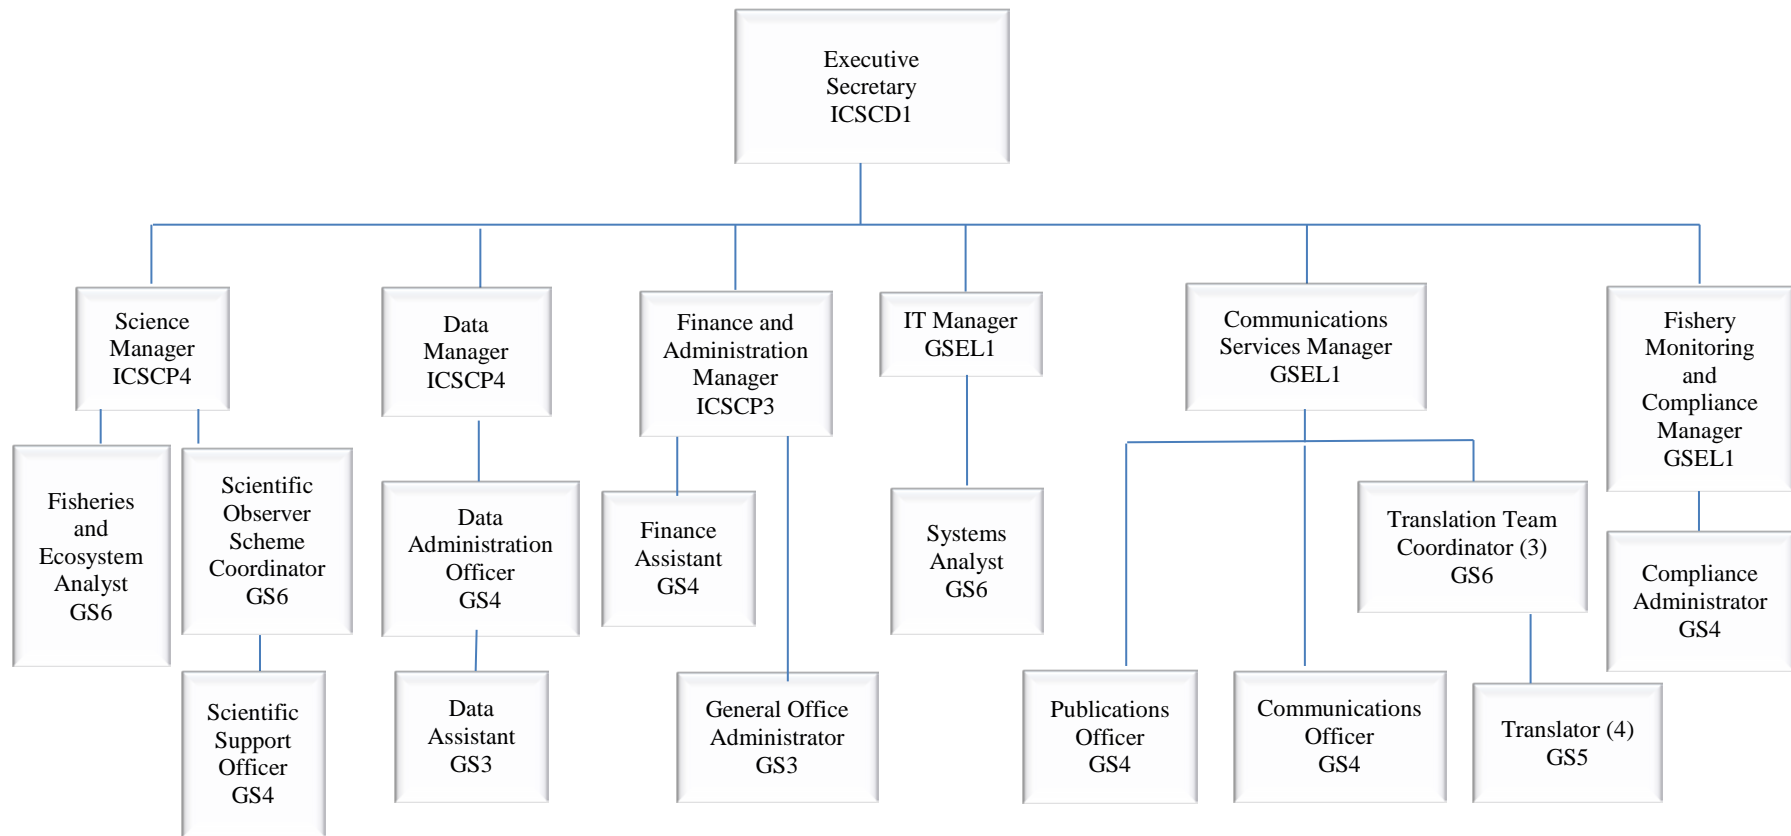 Executive
Secretary
ICSCD1
Science
Manager
ICSCP4
Data
Manager
ICSCP4
Finance and
Administration
Manager
ICSCP3
IT Manager
GSEL1
Communications
Services Manager
GSEL1
Fishery
Monitoring
and
Compliance
Manager
GSEL1
Fisheries
and
Ecosystem
Analyst
GS6
Scientific
Observer
Scheme
Coordinator
GS6
Data
Administration
Officer
GS4
Finance
Assistant
GS4
Systems
Analyst
GS6
Translation Team
Coordinator (3)
GS6
Compliance
Administrator
GS4
Scientific
Support
Officer
GS4
Data
Assistant
GS3
General Office
Administrator
GS3
Publications
Officer
GS4
Communications
Officer
GS4
Translator (4)
GS5